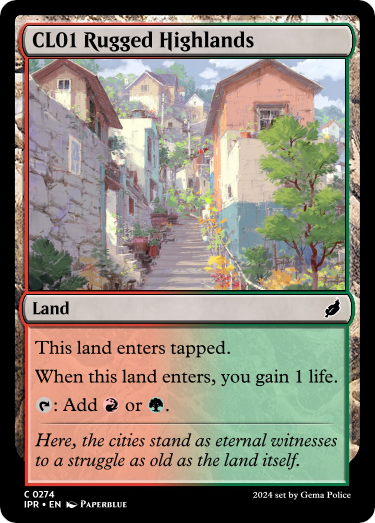 CL01 Rugged Highlands
Land
This land enters tapped.
When this land enters, you gain 1 life.
: Add or .
Here, the cities stand as eternal witnesses
to a struggle as old as the land itself.
C 0274
IPR • EN PAPERBLUE
2024 set by Gema Police